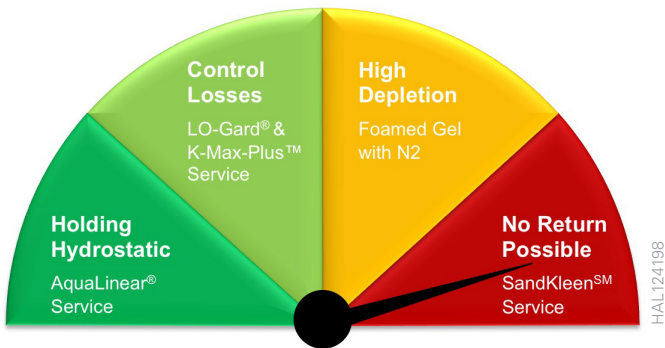 Control
Losses
LO-Gard® &
K-Max-Plus™
Service
High
Depletion
Foamed Gel
with N2
Holding
Hydrostatic
AquaLinear®
Service
No Return
Possible
SandKleen℠
Service
HAL124198